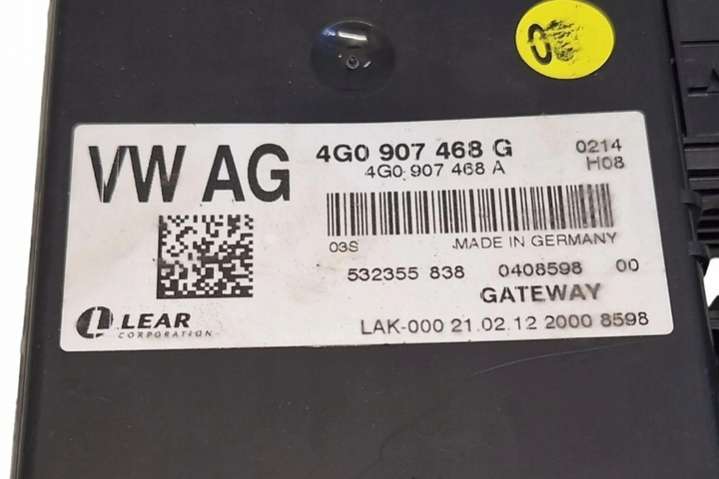 VW AG
4G0 907 468 G
0214
4G0 907 468 A
H08
03S
MADE IN GERMANY
532355 838
0408598
00
GATEWAY
LEAR
CORPORATION
LAK-000 21.02.12 2000 8598